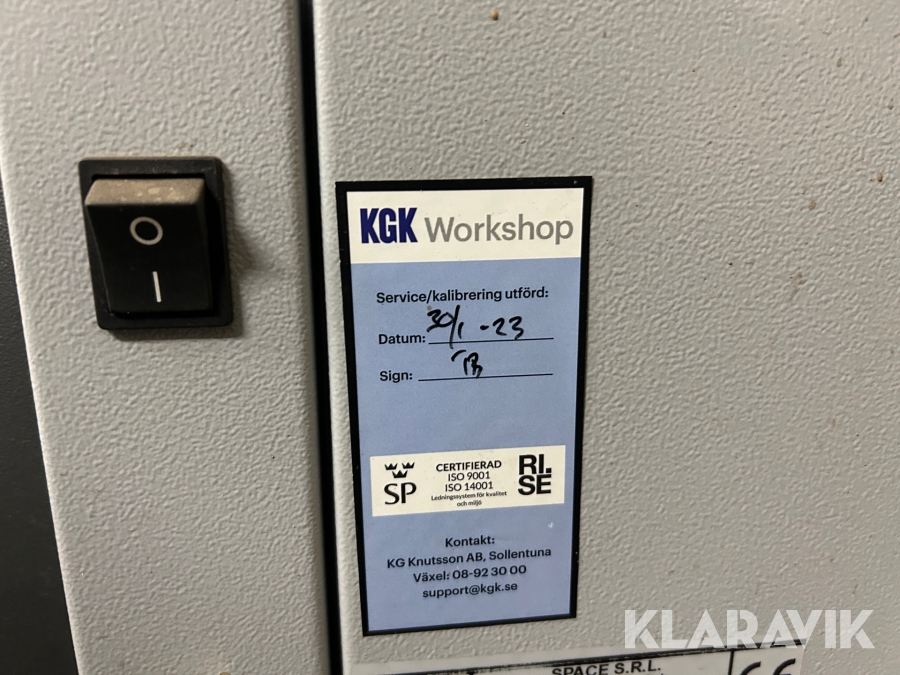 O
I
KGK Workshop
Service/kalibrering utförd:
Datum: 30/1 -23
Sign: TB
SP
CERTIFIERAD
ISO 9001
ISO 14001
Ledningssystem för kvalitet
och miljö
RI.
SE
Kontakt:
KG Knutsson AB, Sollentuna
Växel: 08-92 30 00
support@kgk.se
KLARAVIK
SPACE S.R.L.
CE